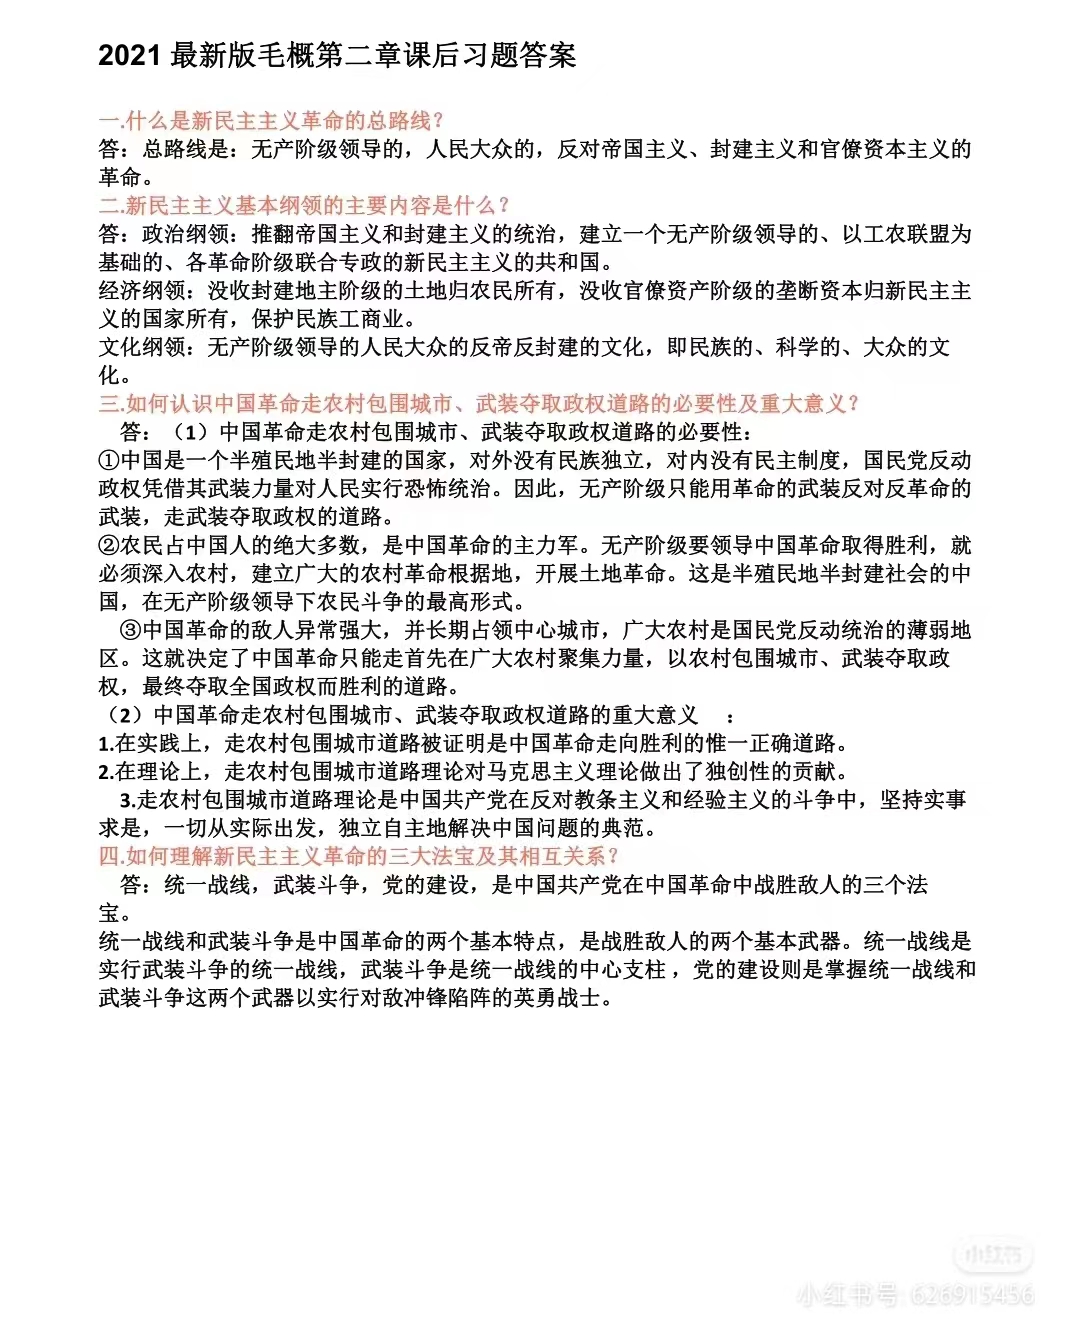 2021 最新版毛概第二章课后习题答案
一.什么是新民主主义革命的总路线？
答：总路线是：无产阶级领导的，人民大众的，反对帝国主义、封建主义和官僚资本主义的
革命。
二.新民主主义基本纲领的主要内容是什么？
答：政治纲领：推翻帝国主义和封建主义的统治，建立一个无产阶级领导的、以工农联盟为
基础的、各革命阶级联合专政的新民主主义的共和国。
经济纲领：没收封建地主阶级的土地归农民所有，没收官僚资产阶级的垄断资本归新民主主
义的国家所有，保护民族工商业。
文化纲领：无产阶级领导的人民大众的反帝反封建的文化，即民族的、科学的、大众的文
化。
三.如何认识中国革命走农村包围城市、武装夺取政权道路的必要性及重大意义？
答：（1）中国革命走农村包围城市、武装夺取政权道路的必要性：
①中国是一个半殖民地半封建的国家，对外没有民族独立，对内没有民主制度，国民党反动
政权凭借其武装力量对人民实行恐怖统治。因此，无产阶级只能用革命的武装反对反革命的
武装，走武装夺取政权的道路。
②农民占中国人的绝大多数，是中国革命的主力军。无产阶级要领导中国革命取得胜利，就
必须深入农村，建立广大的农村革命根据地，开展土地革命。这是半殖民地半封建社会的中
国，在无产阶级领导下农民斗争的最高形式。
③中国革命的敌人异常强大，并长期占领中心城市，广大农村是国民党反动统治的薄弱地
区。这就决定了中国革命只能走首先在广大农村聚集力量，以农村包围城市、武装夺取政
权，最终夺取全国政权而胜利的道路。
（2）中国革命走农村包围城市、武装夺取政权道路的重大意义 ：
1.在实践上，走农村包围城市道路被证明是中国革命走向胜利的惟一正确道路。
2.在理论上，走农村包围城市道路理论对马克思主义理论做出了独创性的贡献。
3.走农村包围城市道路理论是中国共产党在反对教条主义和经验主义的斗争中，坚持实事
求是，一切从实际出发，独立自主地解决中国问题的典范。
四.如何理解新民主主义革命的三大法宝及其相互关系？
答：统一战线，武装斗争，党的建设，是中国共产党在中国革命中战胜敌人的三个法
宝。
统一战线和武装斗争是中国革命的两个基本特点，是战胜敌人的两个基本武器。统一战线是
实行武装斗争的统一战线，武装斗争是统一战线的中心支柱，党的建设则是掌握统一战线和
武装斗争这两个武器以实行对敌冲锋陷阵的英勇战士。
小红书
小红书号: 626915456